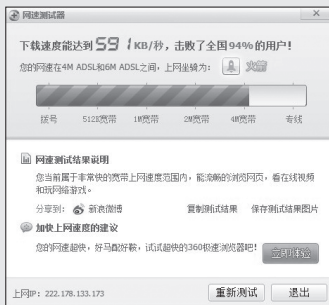 网速测试器
下载速度能达到 591 KB/秒，击败了全国94%的用户！
您的网速在4M ADSL和6M ADSL之间，上网坐骑为： 火箭
拨号 512K宽带 1M宽带 2M宽带 4M宽带 专线
网速测试结果说明
您当前属于非常快的宽带上网速度范围内，能流畅的浏览网页，看在线视频
和玩网络游戏。
分享到： 新浪微博 复制测试结果 保存测试结果图片
加快上网速度的建议
您的网速超快，好马配好鞍，试试超快的360极速浏览器吧！ 立即体验
上网IP：222.178.133.173 重新测试 退出